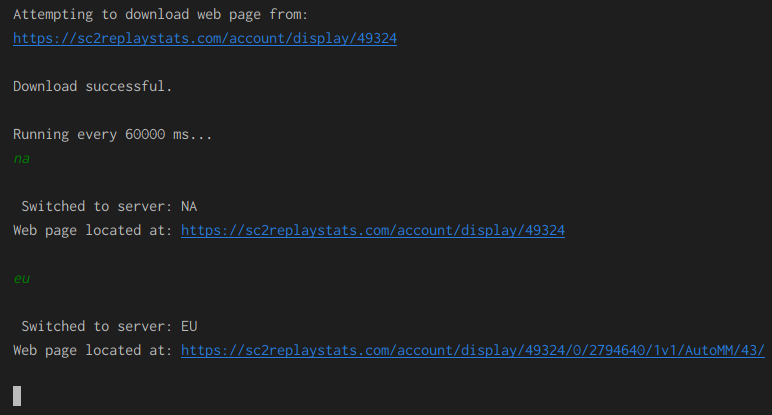 Attempting to download web page from:
https://sc2replaystats.com/account/display/49324
Download successful.
Running every 60000 ms...
na
Switched to server: NA
Web page located at: https://sc2replaystats.com/account/display/49324
eu
Switched to server: EU
Web page located at: https://sc2replaystats.com/account/display/49324/0/2794640/1v1/AutoMM/43/